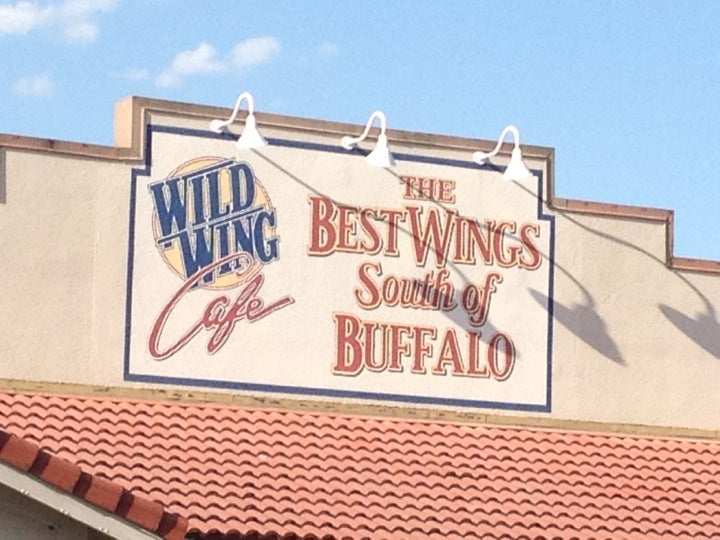 WILD
WING
Cafe
THE
BEST WINGS
South of
BUFFALO